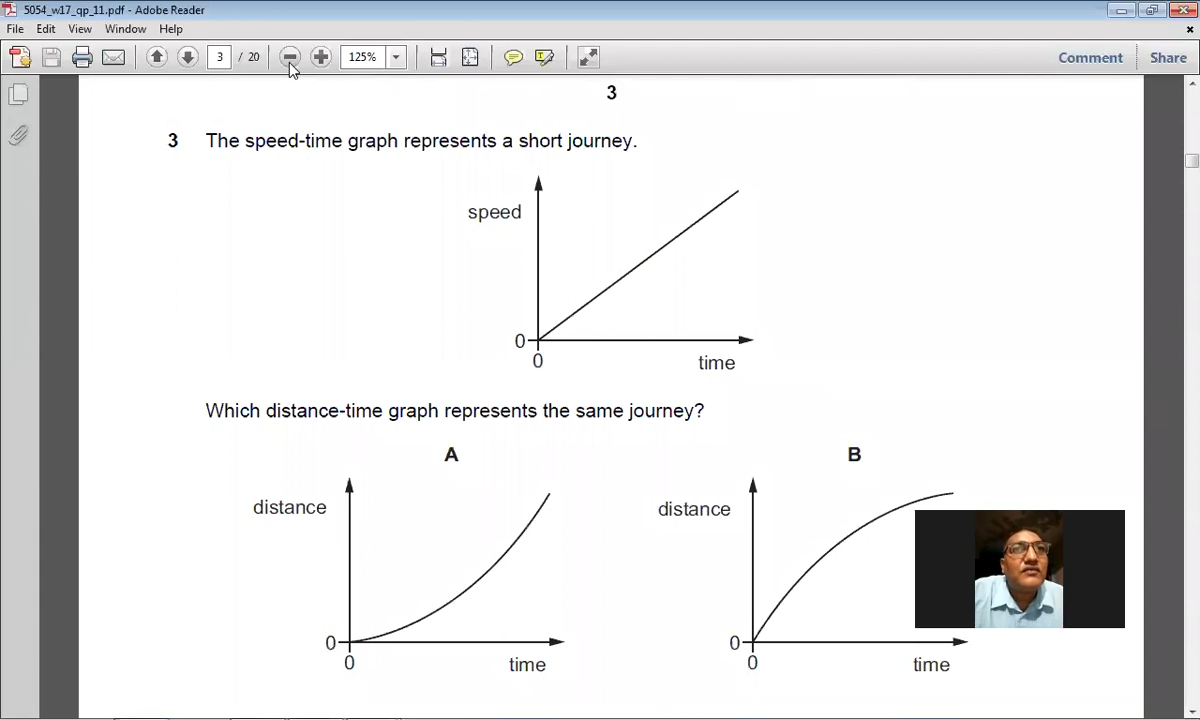 5054_w17_qp_11.pdf - Adobe Reader
File Edit View Window Help
3 / 20 125% Comment Share
3
3 The speed-time graph represents a short journey.
speed
0
0
time
Which distance-time graph represents the same journey?
A B
distance distance
0 0
0 time 0 time